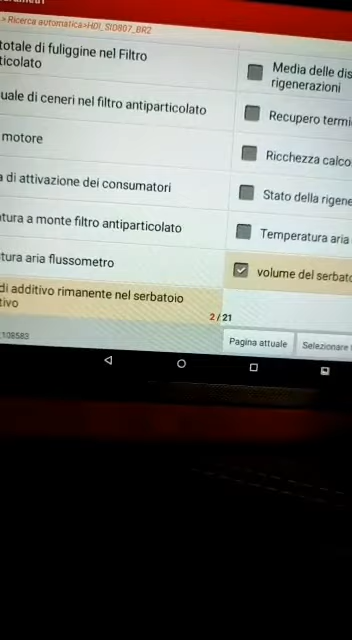 > Ricerca automatica>HDI_SID807_BR2
totale di fuliggine nel Filtro
ticolato
Media delle dis
rigenerazioni
uale di ceneri nel filtro antiparticolato
Recupero termi
motore
Ricchezza calco
a di attivazione dei consumatori
Stato della rigene
tura a monte filtro antiparticolato
Temperatura aria
tura aria flussometro
volume del serbato
di additivo rimanente nel serbatoio
tivo
2 / 21
108583
Pagina attuale
Selezionare